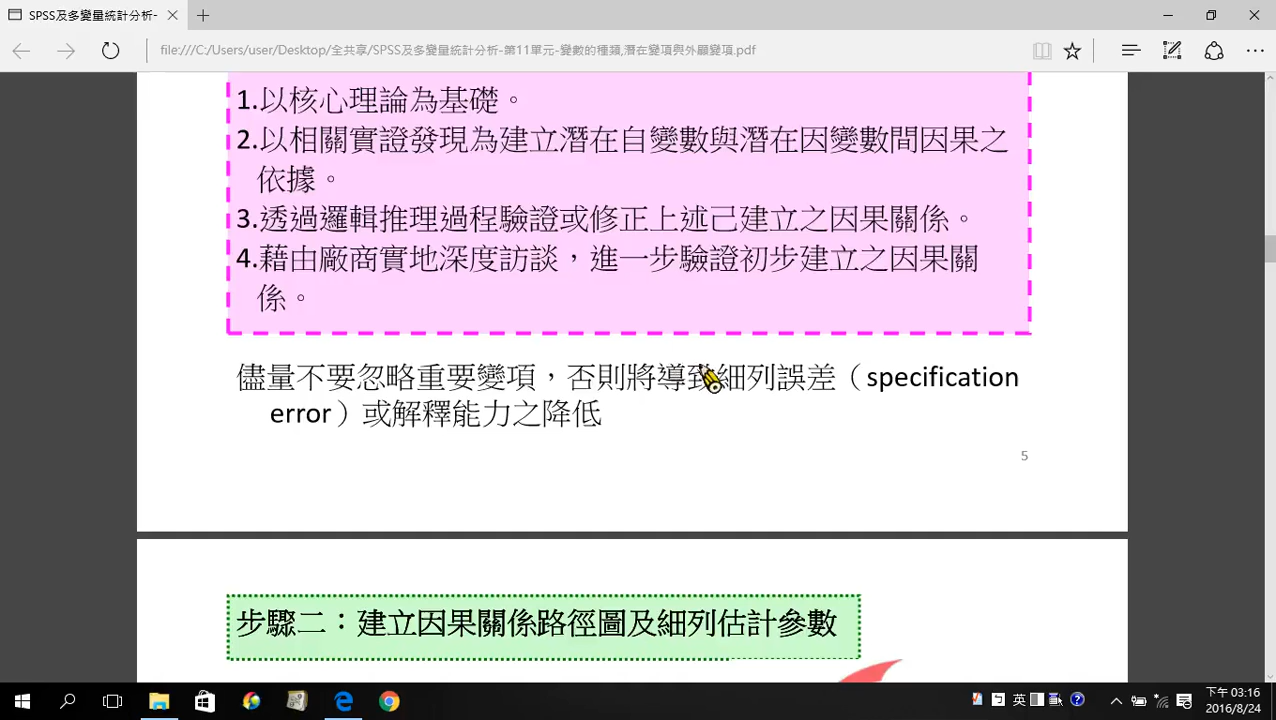 SPSS及多變量統計分析-
file:///C:/Users/user/Desktop/全共享/SPSS及多變量統計分析-第11單元-變數的種類,潛在變項與外顯變項.pdf
1.以核心理論為基礎。
2.以相關實證發現為建立潛在自變數與潛在因變數間因果之
依據。
3.透過邏輯推理過程驗證或修正上述己建立之因果關係。
4.藉由廠商實地深度訪談，進一步驗證初步建立之因果關
係。
儘量不要忽略重要變項，否則將導致細列誤差（specification
error）或解釋能力之降低
5
步驟二：建立因果關係路徑圖及細列估計參數
英
下午 03:16
2016/8/24